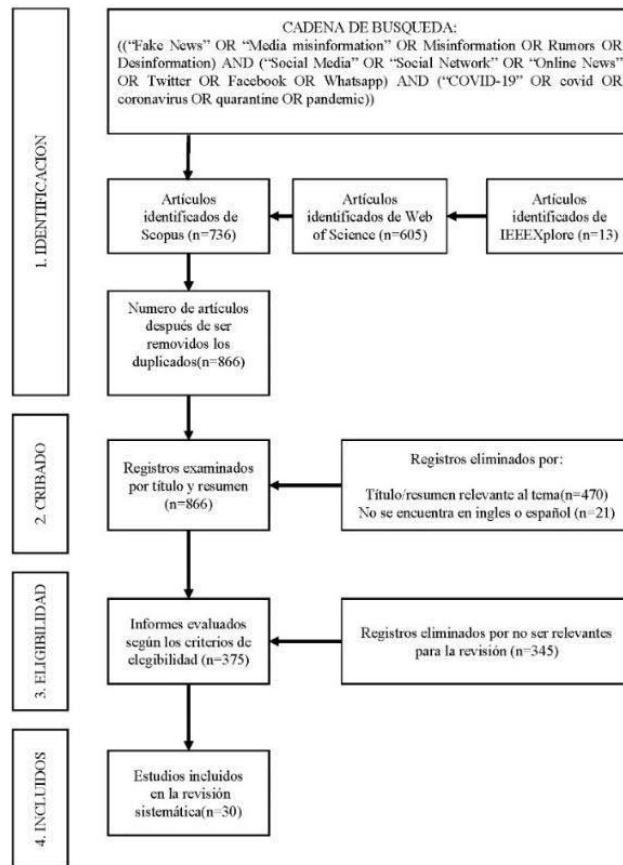 CADENA DE BUSQUEDA:
((“Fake News” OR “Media misinformation” OR Misinformation OR Rumors OR
Desinformation) AND (“Social Media” OR “Social Network” OR “Online News”
OR Twitter OR Facebook OR Whatsapp) AND (“COVID-19” OR covid OR
coronavirus OR quarantine OR pandemic))
1. IDENTIFICACION
Artículos
identificados de
Scopus (n=736)
Artículos
identificados de Web
of Science (n=605)
Artículos
identificados de
IEEEXplore (n=13)
Numero de artículos
después de ser
removidos los
duplicados(n=866)
2. CRIBADO
Registros examinados
por título y resumen
(n=866)
Registros eliminados por:
Título/resumen relevante al tema(n=470)
No se encuentra en ingles o español (n=21)
3. ELIGIBILIDAD
Informes evaluados
según los criterios de
elegibilidad (n=375)
Registros eliminados por no ser relevantes
para la revisión (n=345)
4. INCLUIDOS
Estudios incluidos
en la revisión
sistemática(n=30)